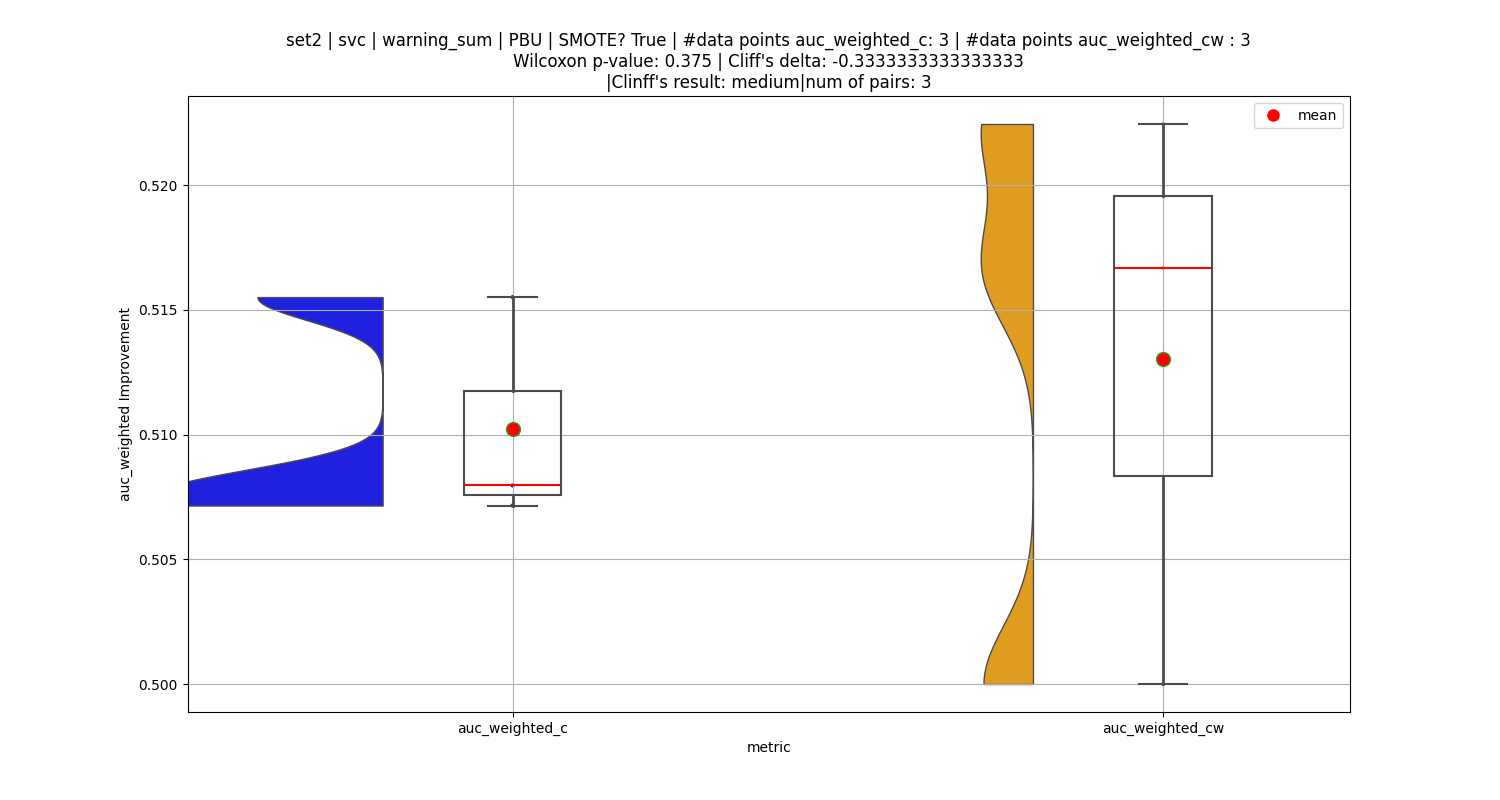 set2 | svc | warning_sum | PBU | SMOTE? True | #data points auc_weighted_c: 3 | #data points auc_weighted_cw : 3
Wilcoxon p-value: 0.375 | Cliff's delta: -0.3333333333333333
|Clinff's result: medium|num of pairs: 3
mean
0.520
0.515
0.510
0.505
0.500
auc_weighted Improvement
auc_weighted_c
auc_weighted_cw
metric